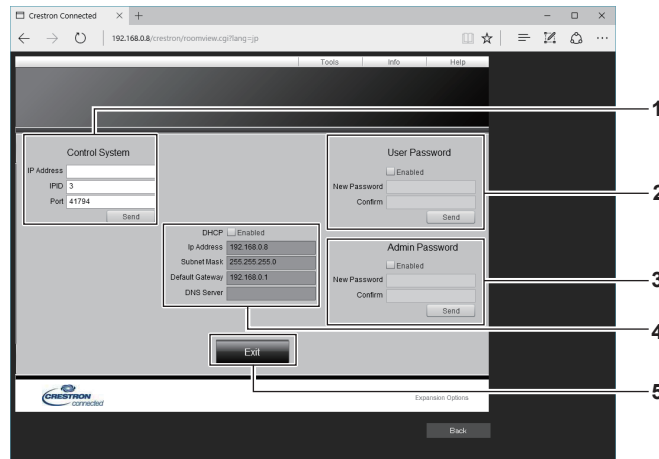 Crestron Connected
192.168.0.8/crestron/roomview.cgi?lang=jp
Tools Info Help
1
Control System
IP Address
IPID 3
Port 41794
Send
User Password
Enabled
New Password
Confirm
Send
2
DHCP Enabled
Ip Address 192.168.0.8
Subnet Mask 255.255.255.0
Default Gateway 192.168.0.1
DNS Server
Admin Password
Enabled
New Password
Confirm
Send
3
4
Exit
5
CRESTRON
connected
Expansion Options
Back